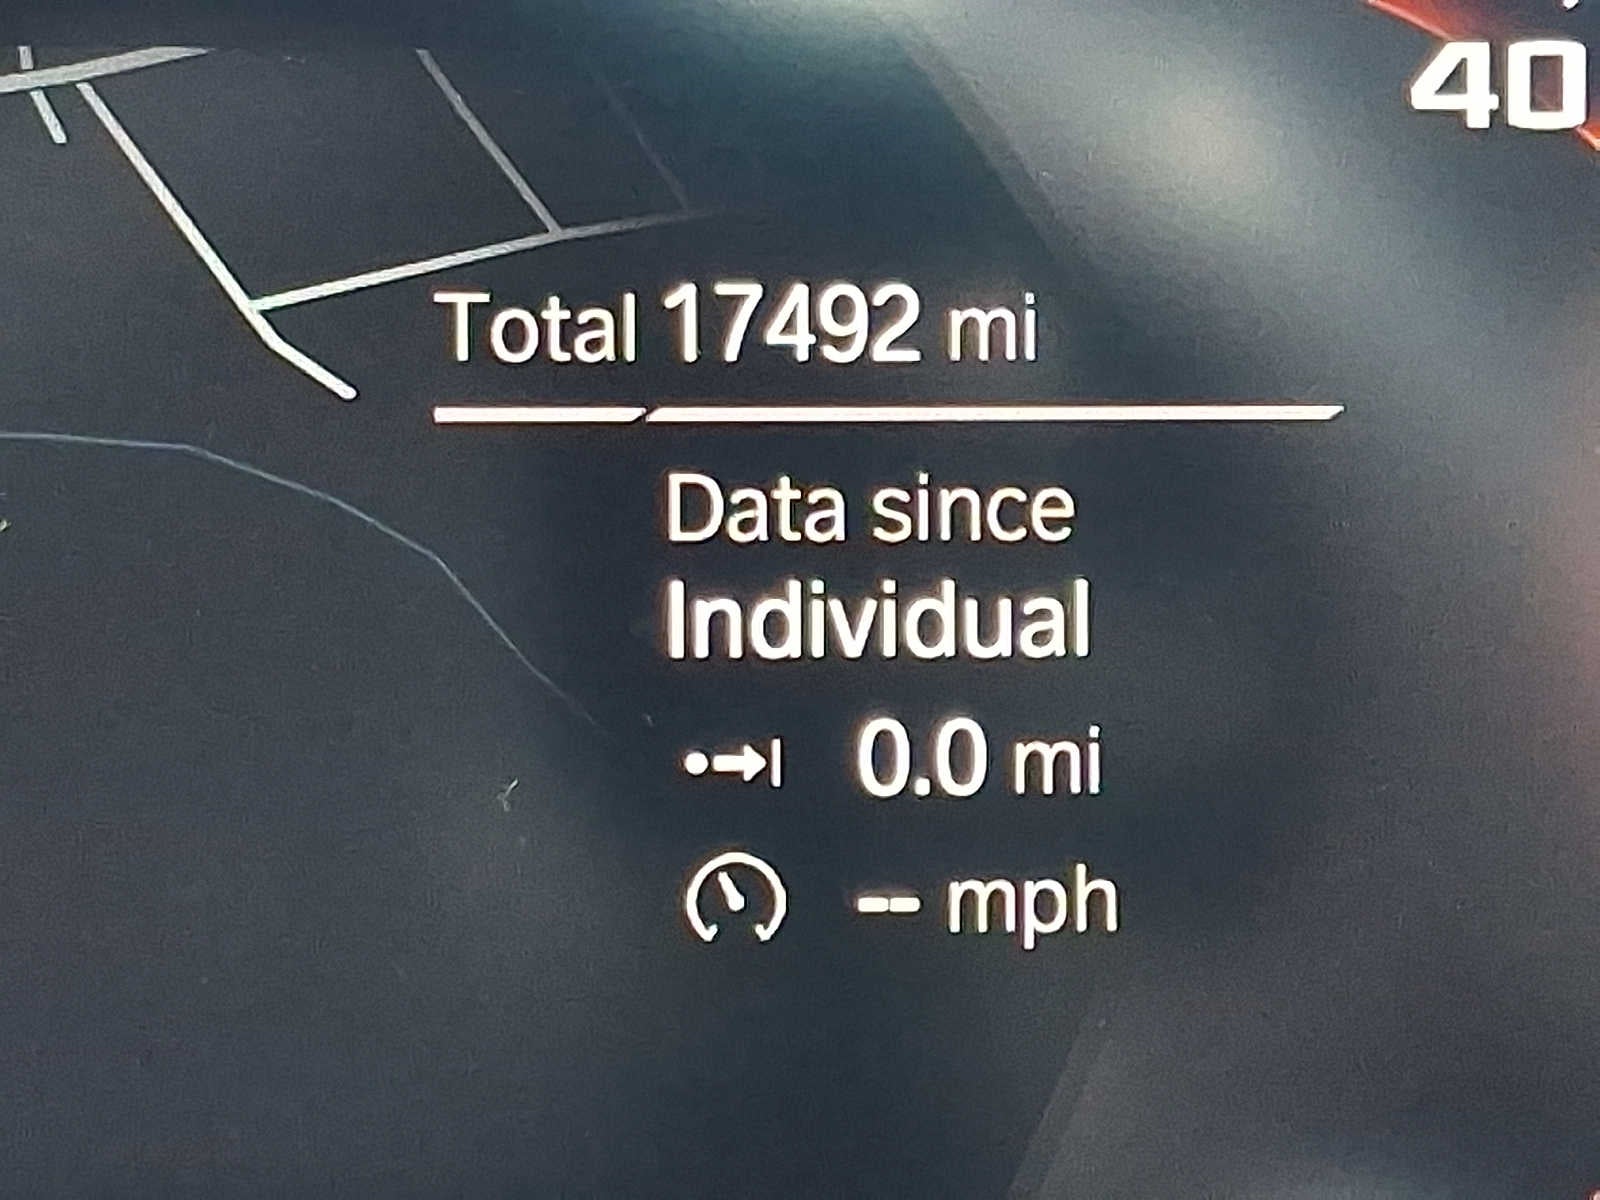 40
Total 17492 mi
Data since
Individual
0.0 mi
-- mph